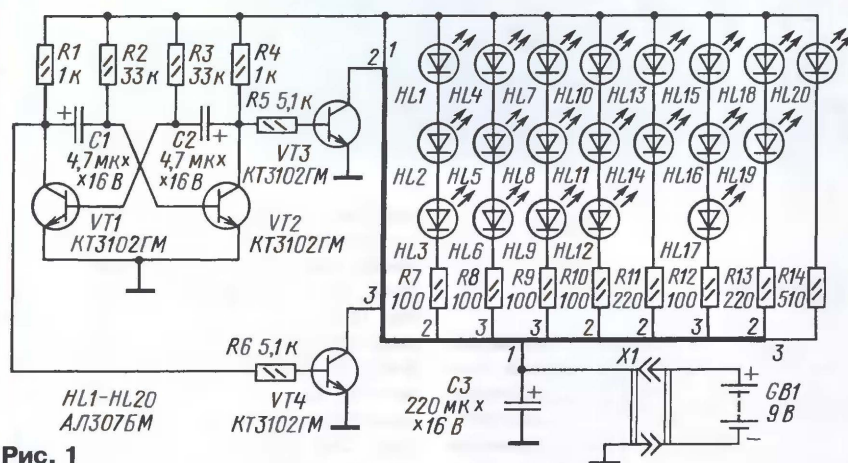 R1
1к
R2
33к
R3
33к
R4
1к
R5 5,1к
2
1
+
C1
4,7 мк×
×16 В
C2
+
4,7 мк×
×16 В
VT3
КТ3102ГМ
VT1
КТ3102ГМ
VT2
КТ3102ГМ
HL1 HL4 HL7 HL10 HL13 HL15 HL18 HL20
HL2 HL5 HL8 HL11 HL14 HL16 HL19
HL3 HL6 HL9 HL12 HL17
R7
100
R8
100
R9
100
R10
100
R11
220
R12
100
R13
220
R14
510
3
2 3 3 2 2 3 2 3
R6 5,1к
VT4
КТ3102ГМ
HL1–HL20
АЛ307БМ
1
C3
220 мк×
×16 В
+
X1
+
GB1
9 В
−
Рис. 1